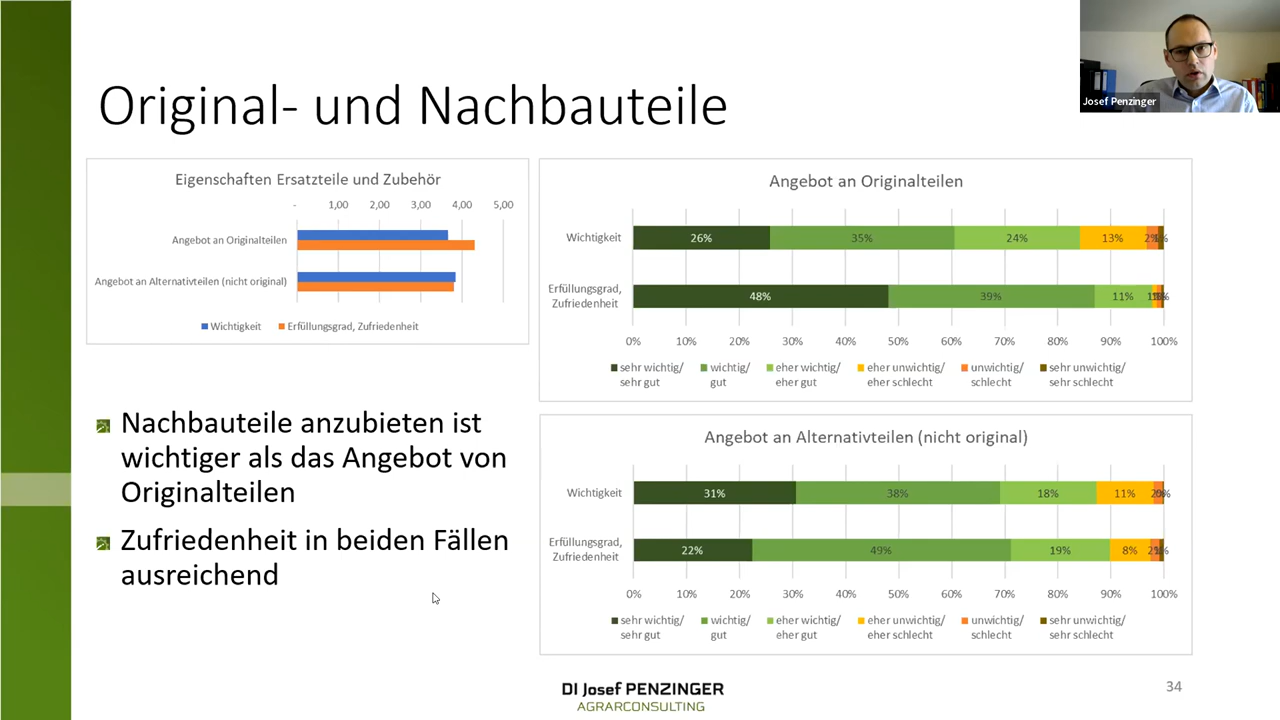 Josef Penzinger
Original- und Nachbauteile
Eigenschaften Ersatzteile und Zubehör
- 1,00 2,00 3,00 4,00 5,00
Angebot an Originalteilen
Angebot an Alternativteilen (nicht original)
Wichtigkeit Erfüllungsgrad, Zufriedenheit
Nachbauteile anzubieten ist
wichtiger als das Angebot von
Originalteilen
Zufriedenheit in beiden Fällen
ausreichend
Angebot an Originalteilen
Wichtigkeit 26% 35% 24% 13%
Erfüllungsgrad,
Zufriedenheit
48% 39% 11%
0% 10% 20% 30% 40% 50% 60% 70% 80% 90% 100%
sehr wichtig/ wichtig/ eher wichtig/ eher unwichtig/ unwichtig/ sehr unwichtig/
sehr gut gut eher gut eher schlecht schlecht sehr schlecht
Angebot an Alternativteilen (nicht original)
Wichtigkeit 31% 38% 18% 11%
Erfüllungsgrad,
Zufriedenheit
22% 49% 19% 8%
0% 10% 20% 30% 40% 50% 60% 70% 80% 90% 100%
sehr wichtig/ wichtig/ eher wichtig/ eher unwichtig/ unwichtig/ sehr unwichtig/
sehr gut gut eher gut eher schlecht schlecht sehr schlecht
DI Josef PENZINGER
AGRARCONSULTING
34